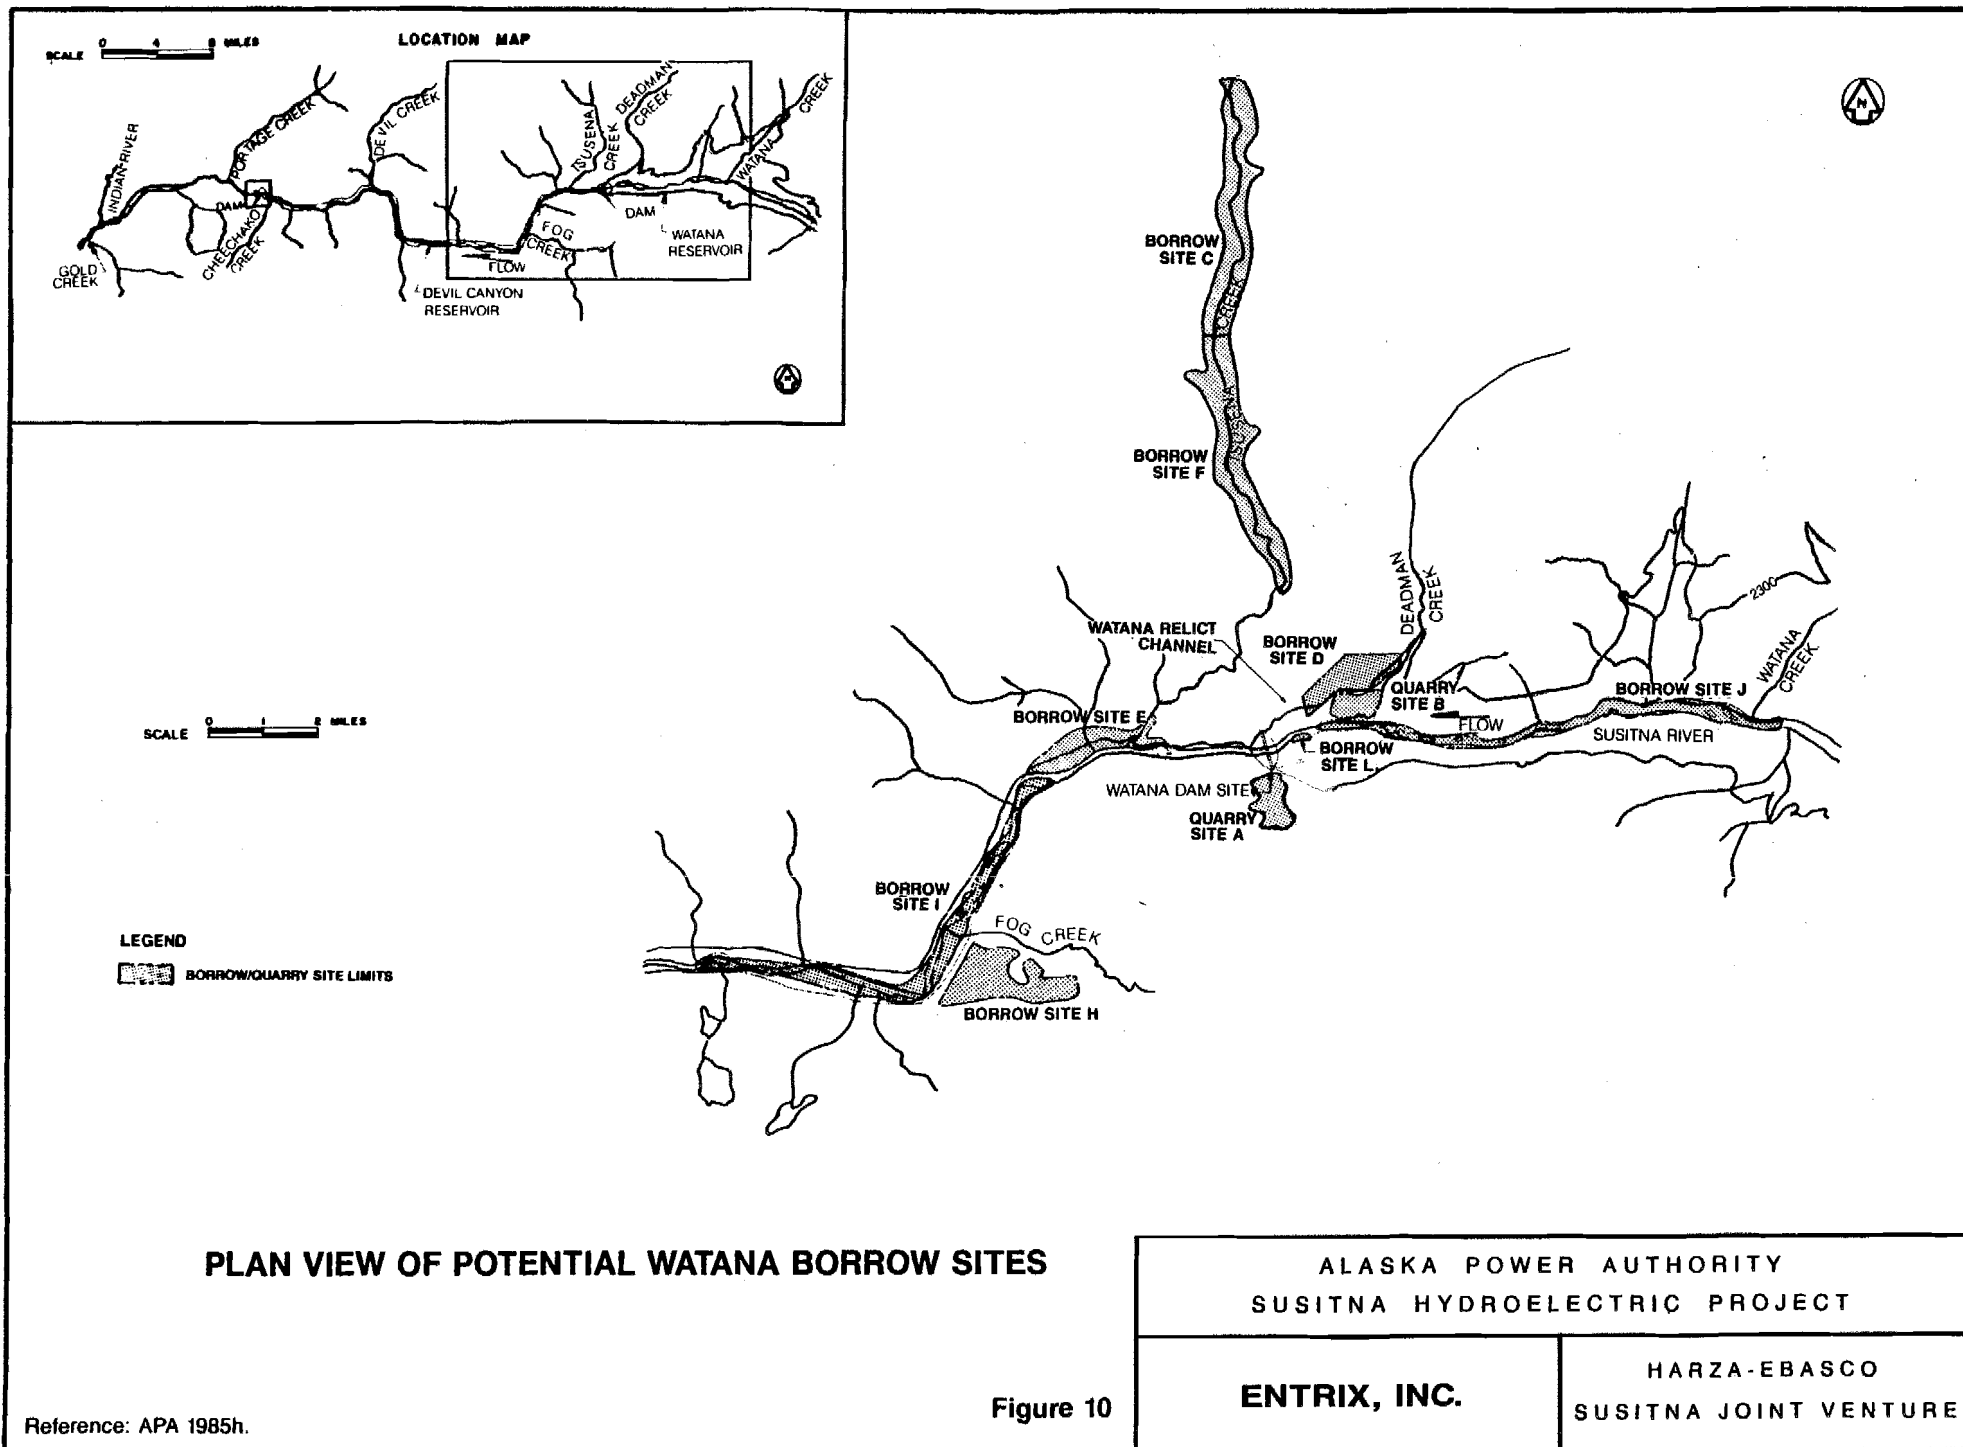 SCALE
0 4 8 MILES
LOCATION MAP
INDIAN RIVER
PORTAGE CREEK
DEVIL CREEK
TSUSENA
CREEK
DEADMAN
CREEK
WATANA
CREEK
DAM
CHEECHAKO
CREEK
GOLD
CREEK
FOG
CREEK
FLOW
DAM
WATANA
RESERVOIR
DEVIL CANYON
RESERVOIR
N
N
BORROW
SITE C
TSUSENA
CREEK
BORROW
SITE F
DEADMAN
CREEK
WATANA RELICT
CHANNEL
BORROW
SITE D
QUARRY
SITE B
2300
WATANA
CREEK
BORROW SITE J
BORROW SITE E
FLOW
SUSITNA RIVER
BORROW
SITE L
SCALE
0 1 2 MILES
WATANA DAM SITE
QUARRY
SITE A
BORROW
SITE I
FOG CREEK
BORROW SITE H
LEGEND
BORROW/QUARRY SITE LIMITS
PLAN VIEW OF POTENTIAL WATANA BORROW SITES
ALASKA POWER AUTHORITY
SUSITNA HYDROELECTRIC PROJECT
ENTRIX, INC.
HARZA-EBASCO
SUSITNA JOINT VENTURE
Figure 10
Reference: APA 1985h.